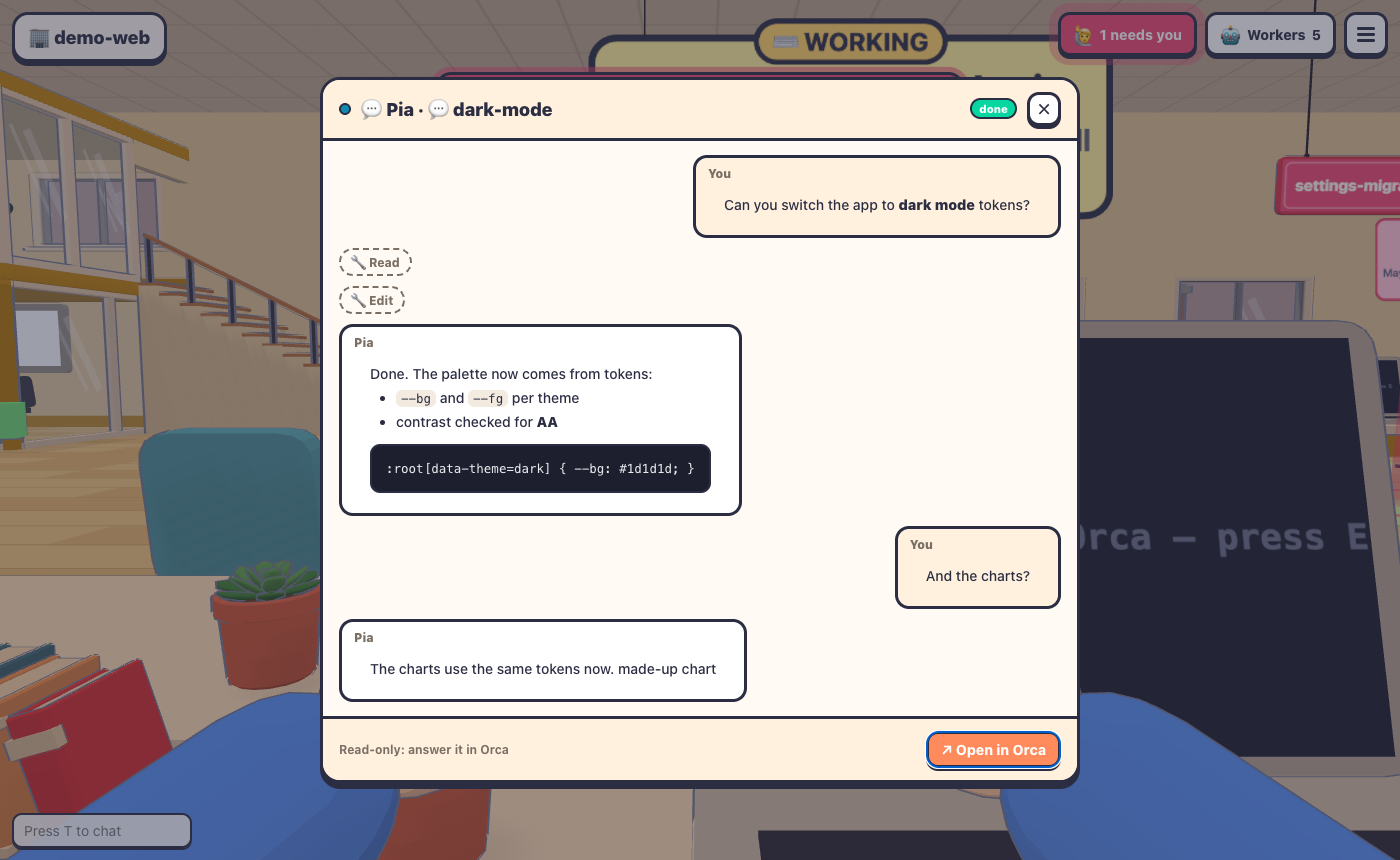 demo-web
WORKING
1 needs you
Workers 5
Pia · dark-mode
done
You
Can you switch the app to dark mode tokens?
Read
Edit
Pia
Done. The palette now comes from tokens:
• --bg and --fg per theme
• contrast checked for AA
:root[data-theme=dark] { --bg: #1d1d1d; }
You
And the charts?
Pia
The charts use the same tokens now. made-up chart
Read-only: answer it in Orca
↗ Open in Orca
settings-migra
May
Orca — press E
Press T to chat